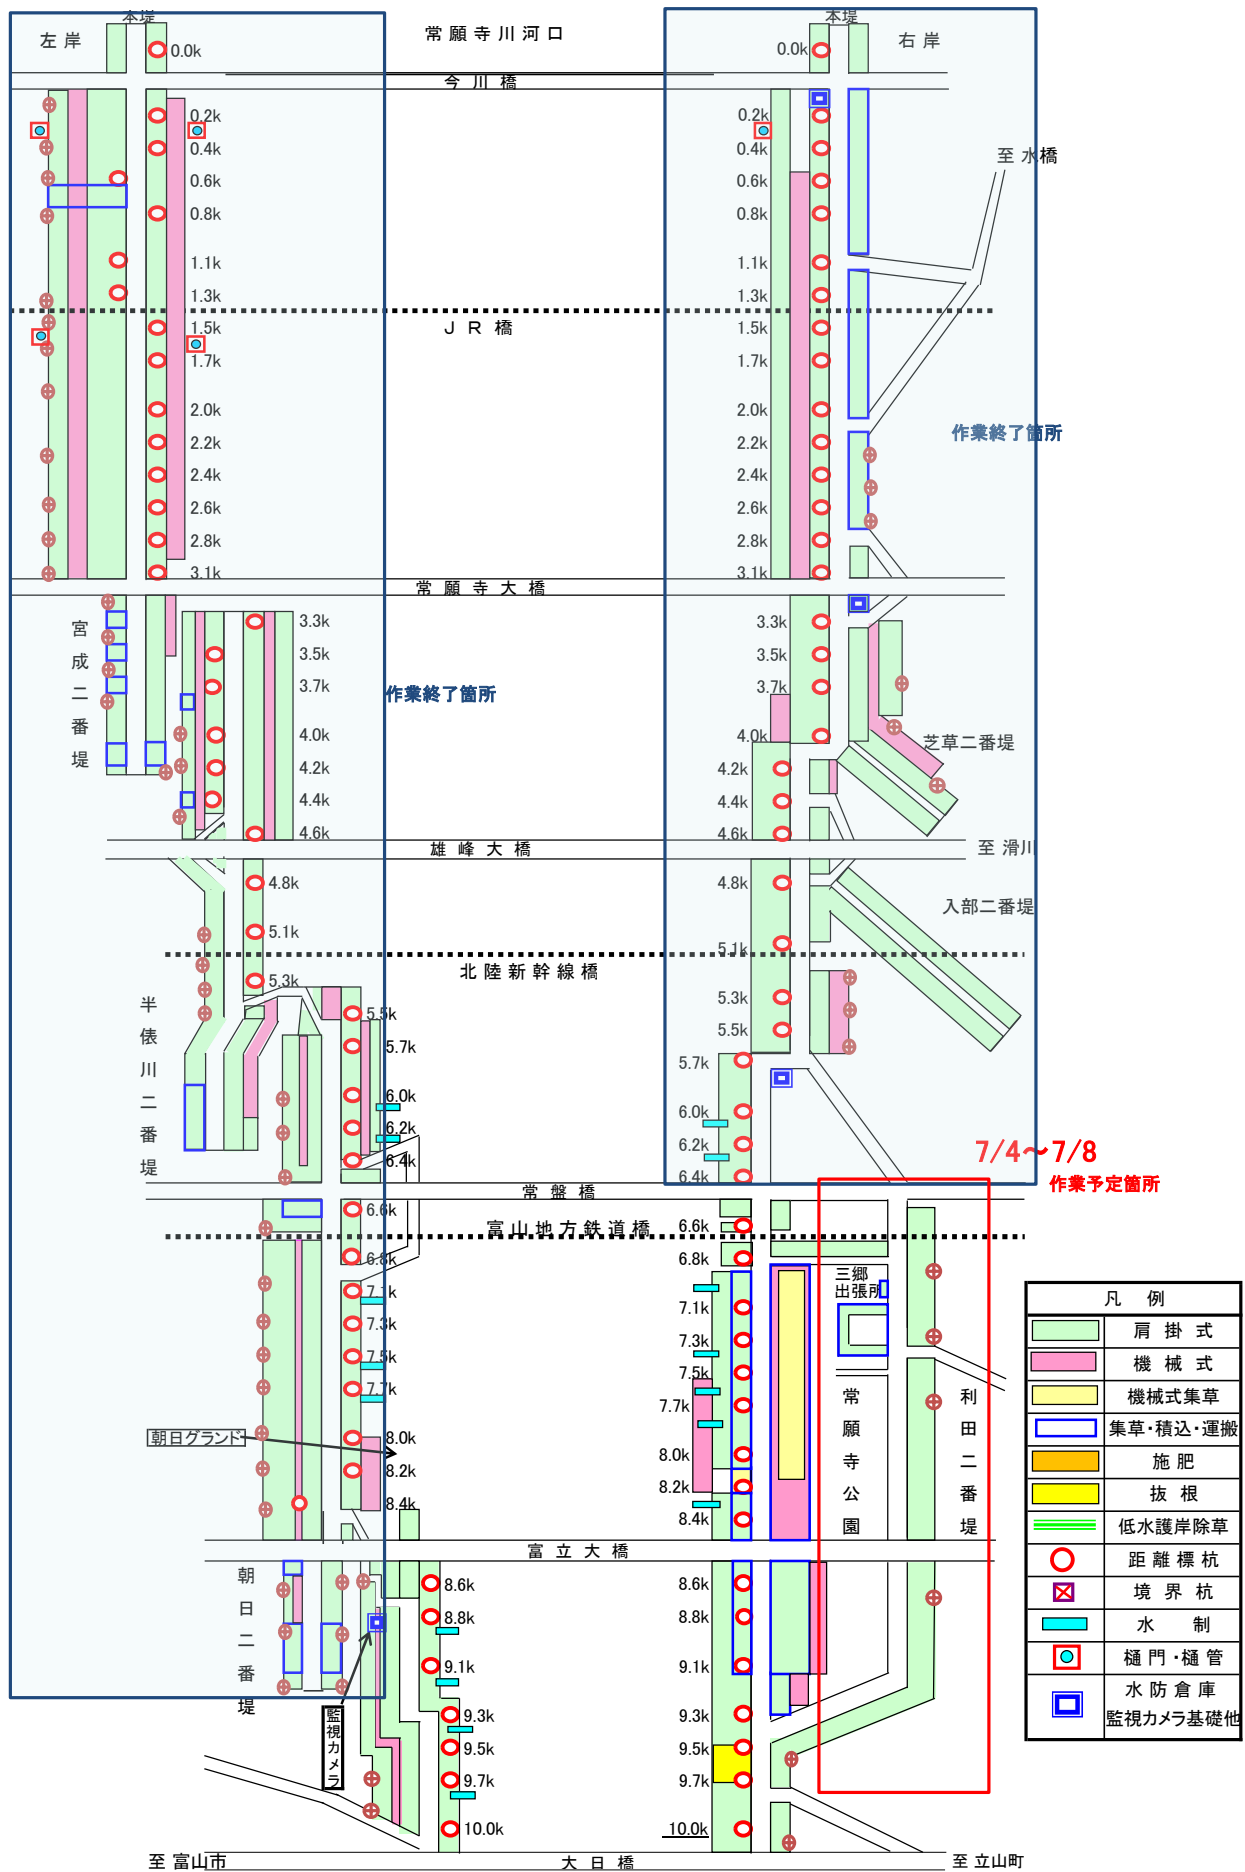 本堤
本堤
左岸
常願寺川河口
右岸
0.0k
0.0k
今川橋
0.2k
0.2k
0.4k
0.4k
至 水橋
0.6k
0.6k
0.8k
0.8k
1.1k
1.1k
1.3k
1.3k
1.5k
JR橋
1.5k
1.7k
1.7k
2.0k
2.0k
作業終了箇所
2.2k
2.2k
2.4k
2.4k
2.6k
2.6k
2.8k
2.8k
3.1k
3.1k
常願寺大橋
宮成二番堤
3.3k
3.3k
3.5k
3.5k
3.7k
作業終了箇所
3.7k
4.0k
4.0k
芝草二番堤
4.2k
4.2k
4.4k
4.4k
4.6k
4.6k
雄峰大橋
至 滑川
4.8k
4.8k
入部二番堤
5.1k
5.1k
北陸新幹線橋
5.3k
5.3k
半俵川二番堤
5.5k
5.5k
5.7k
5.7k
6.0k
6.0k
6.2k
6.2k
7/4～7/8
6.4k
6.4k
作業予定箇所
常盤橋
6.6k
富山地方鉄道橋
6.6k
6.8k
6.8k
三郷
出張所
7.1k
7.1k
7.3k
7.3k
7.5k
7.5k
7.7k
7.7k
常願寺公園
利田二番堤
朝日グランド
8.0k
8.0k
8.2k
8.2k
8.4k
8.4k
富立大橋
朝日二番堤
8.6k
8.6k
8.8k
8.8k
9.1k
9.1k
監視カメラ
9.3k
9.3k
9.5k
9.5k
9.7k
9.7k
10.0k
10.0k
至 富山市
大日橋
至 立山町
凡例
肩掛式
機械式
機械式集草
集草・積込・運搬
施肥
抜根
低水護岸除草
距離標杭
境界杭
水制
樋門・樋管
水防倉庫
監視カメラ基礎他